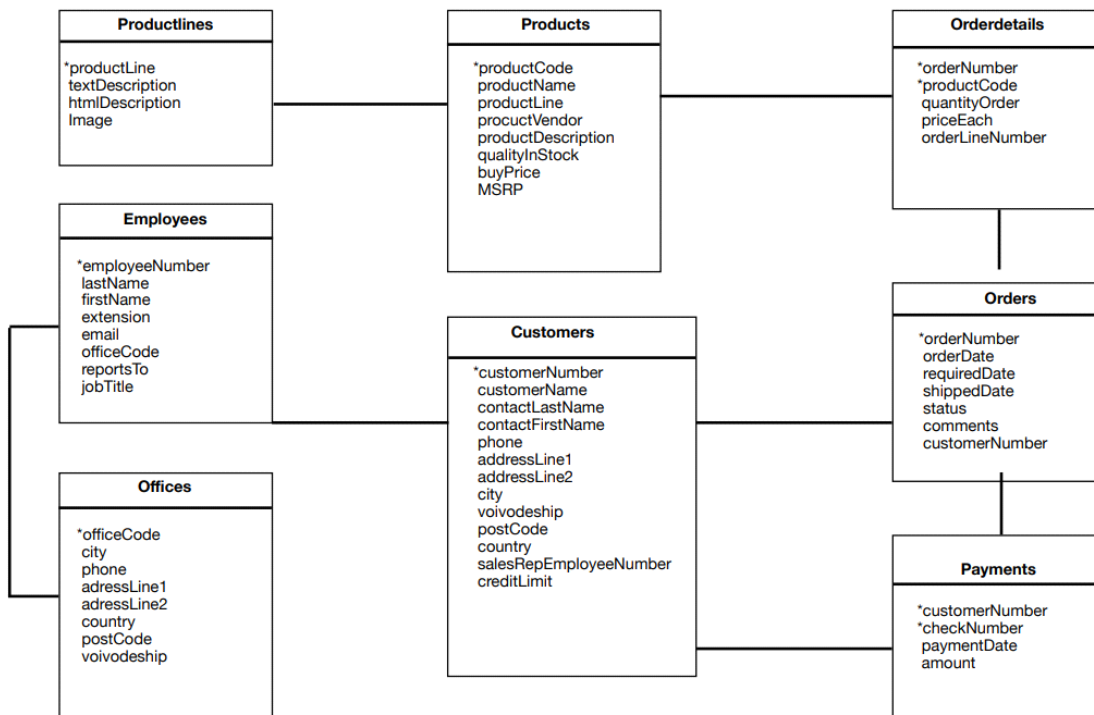 Productlines
*productLine
textDescription
htmlDescription
Image
Products
*productCode
productName
productLine
procuctVendor
productDescription
qualityInStock
buyPrice
MSRP
Orderdetails
*orderNumber
*productCode
quantityOrder
priceEach
orderLineNumber
Employees
*employeeNumber
lastName
firstName
extension
email
officeCode
reportsTo
jobTitle
Customers
*customerNumber
customerName
contactLastName
contactFirstName
phone
addressLine1
addressLine2
city
voivodeship
postCode
country
salesRepEmployeeNumber
creditLimit
Orders
*orderNumber
orderDate
requiredDate
shippedDate
status
comments
customerNumber
Offices
*officeCode
city
phone
adressLine1
adressLine2
country
postCode
voivodeship
Payments
*customerNumber
*checkNumber
paymentDate
amount